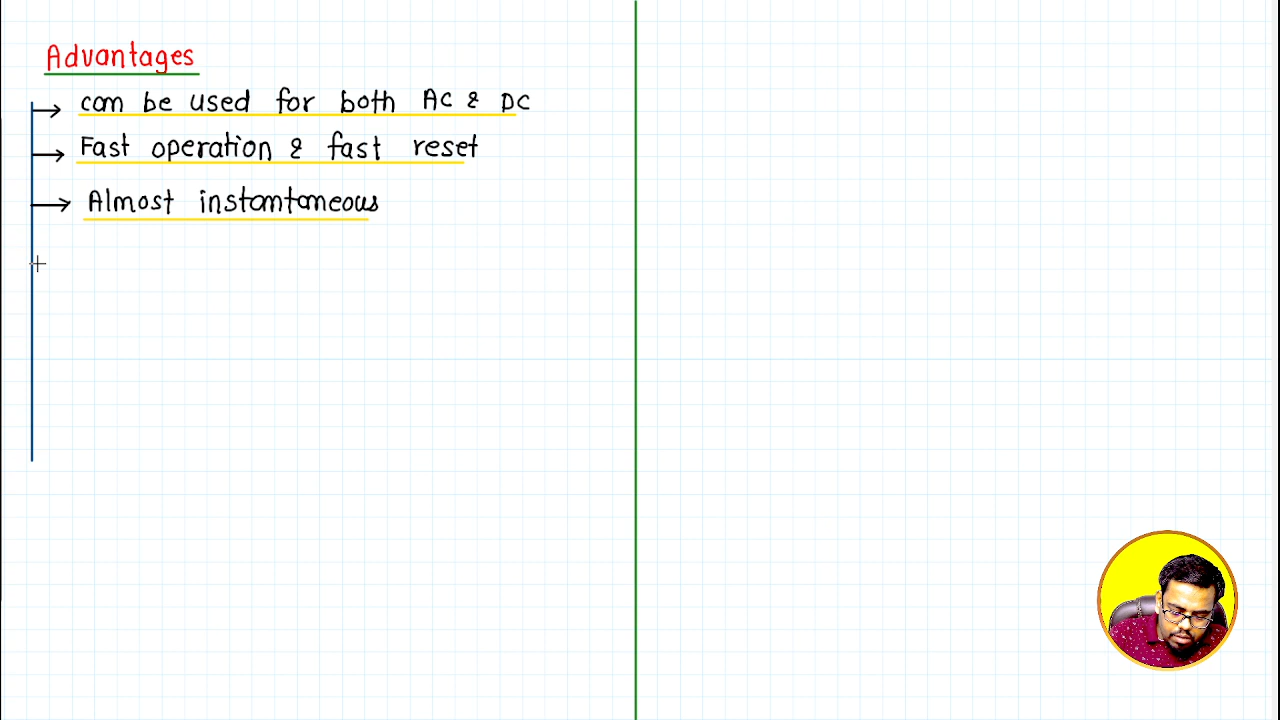 Advantages
can be used for both AC & DC
Fast operation & fast reset
Almost instantaneous